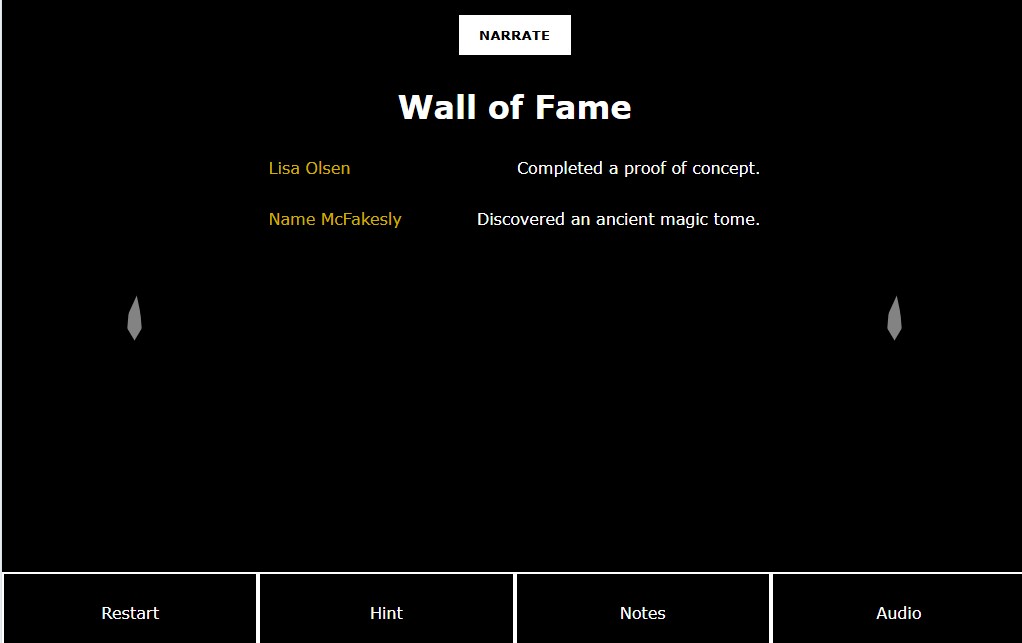 NARRATE
Wall of Fame
Lisa Olsen Completed a proof of concept.
Name McFakesly Discovered an ancient magic tome.
Restart Hint Notes Audio